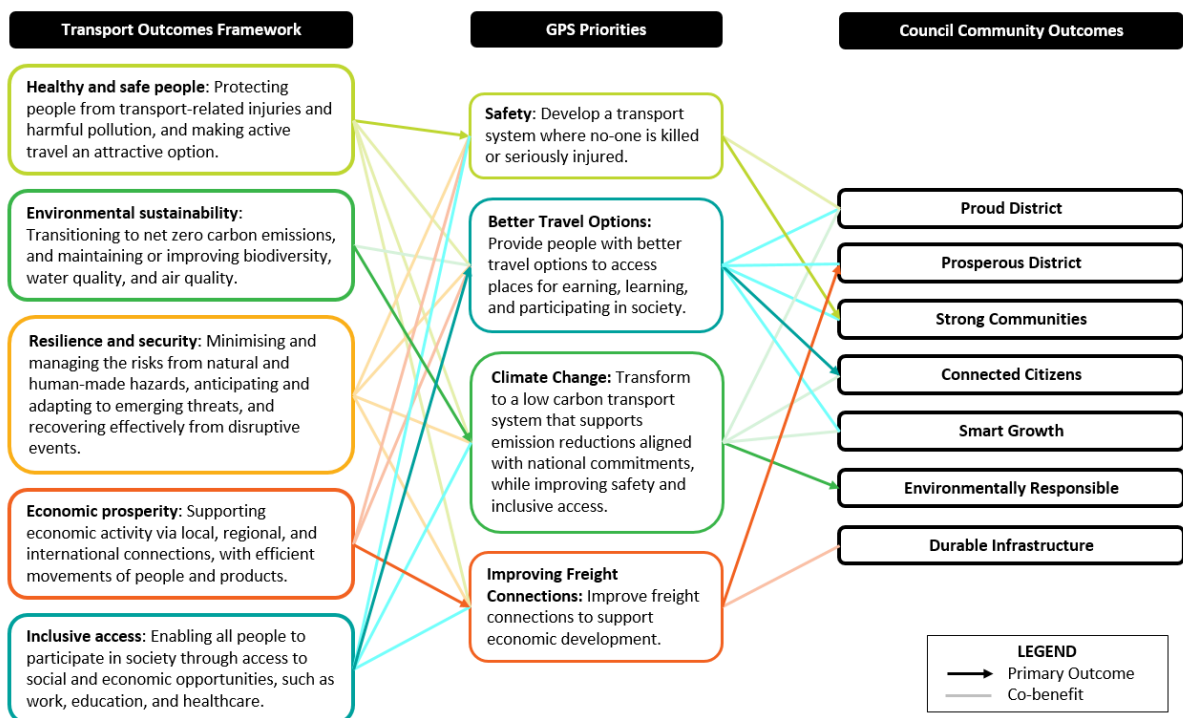 Transport Outcomes Framework
Healthy and safe people: Protecting
people from transport-related injuries and
harmful pollution, and making active
travel an attractive option.
Environmental sustainability:
Transitioning to net zero carbon emissions,
and maintaining or improving biodiversity,
water quality, and air quality.
Resilience and security: Minimising and
managing the risks from natural and
human-made hazards, anticipating and
adapting to emerging threats, and
recovering effectively from disruptive
events.
Economic prosperity: Supporting
economic activity via local, regional, and
international connections, with efficient
movements of people and products.
Inclusive access: Enabling all people to
participate in society through access to
social and economic opportunities, such as
work, education, and healthcare.
GPS Priorities
Safety: Develop a transport
system where no-one is killed
or seriously injured.
Better Travel Options:
Provide people with better
travel options to access
places for earning, learning,
and participating in society.
Climate Change: Transform
to a low carbon transport
system that supports
emission reductions aligned
with national commitments,
while improving safety and
inclusive access.
Improving Freight
Connections: Improve freight
connections to support
economic development.
Council Community Outcomes
Proud District
Prosperous District
Strong Communities
Connected Citizens
Smart Growth
Environmentally Responsible
Durable Infrastructure
LEGEND
Primary Outcome
Co-benefit